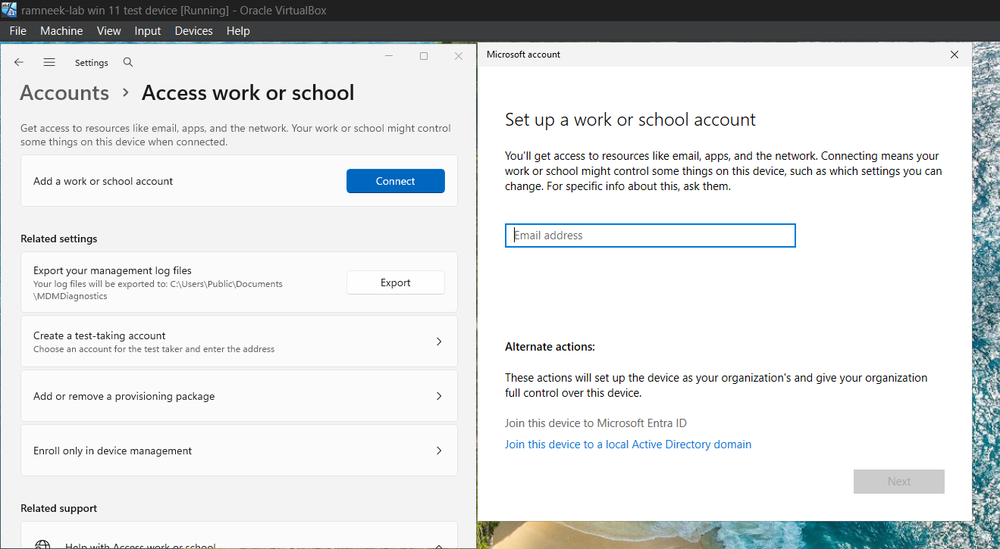 ramneek-lab win 11 test device [Running] - Oracle VirtualBox
File Machine View Input Devices Help
Settings
Accounts > Access work or school
Get access to resources like email, apps, and the network. Your work or school might control
some things on this device when connected.
Add a work or school account
Connect
Related settings
Export your management log files
Your log files will be exported to: C:\Users\Public\Documents
\MDMDiagnostics
Export
Create a test-taking account
Choose an account for the test taker and enter the address
Add or remove a provisioning package
Enroll only in device management
Related support
Help with Access work or school
Microsoft account
Set up a work or school account
You'll get access to resources like email, apps, and the network. Connecting means your
work or school might control some things on this device, such as which settings you can
change. For specific info about this, ask them.
Email address
Alternate actions:
These actions will set up the device as your organization's and give your organization
full control over this device.
Join this device to Microsoft Entra ID
Join this device to a local Active Directory domain
Next